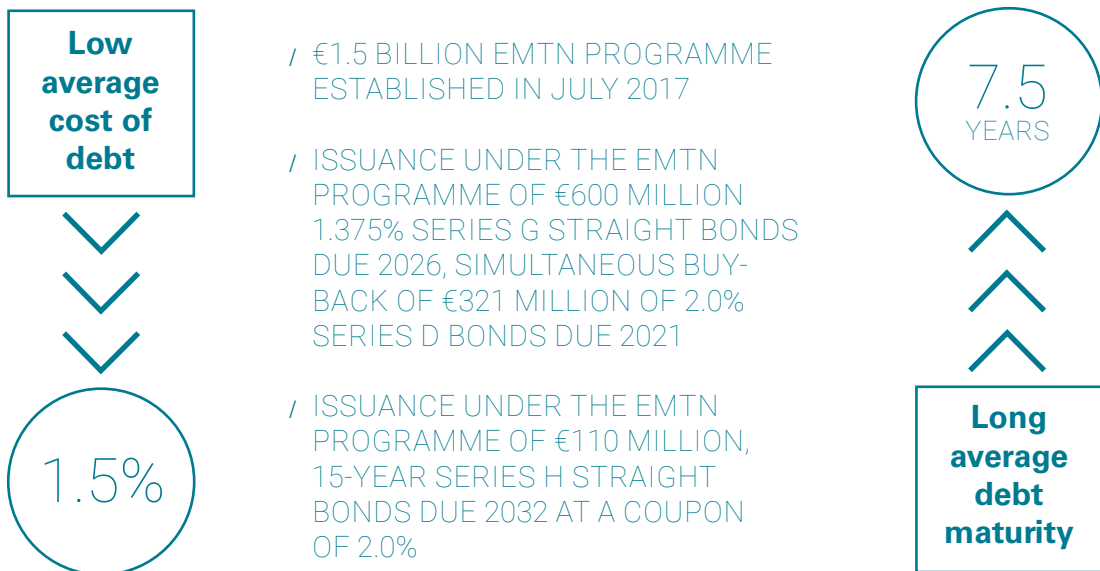 Low
average
cost of
debt
1.5%
/ €1.5 BILLION EMTN PROGRAMME
ESTABLISHED IN JULY 2017
/ ISSUANCE UNDER THE EMTN
PROGRAMME OF €600 MILLION
1.375% SERIES G STRAIGHT BONDS
DUE 2026, SIMULTANEOUS BUY-
BACK OF €321 MILLION OF 2.0%
SERIES D BONDS DUE 2021
/ ISSUANCE UNDER THE EMTN
PROGRAMME OF €110 MILLION,
15-YEAR SERIES H STRAIGHT
BONDS DUE 2032 AT A COUPON
OF 2.0%
7.5
YEARS
Long
average
debt
maturity